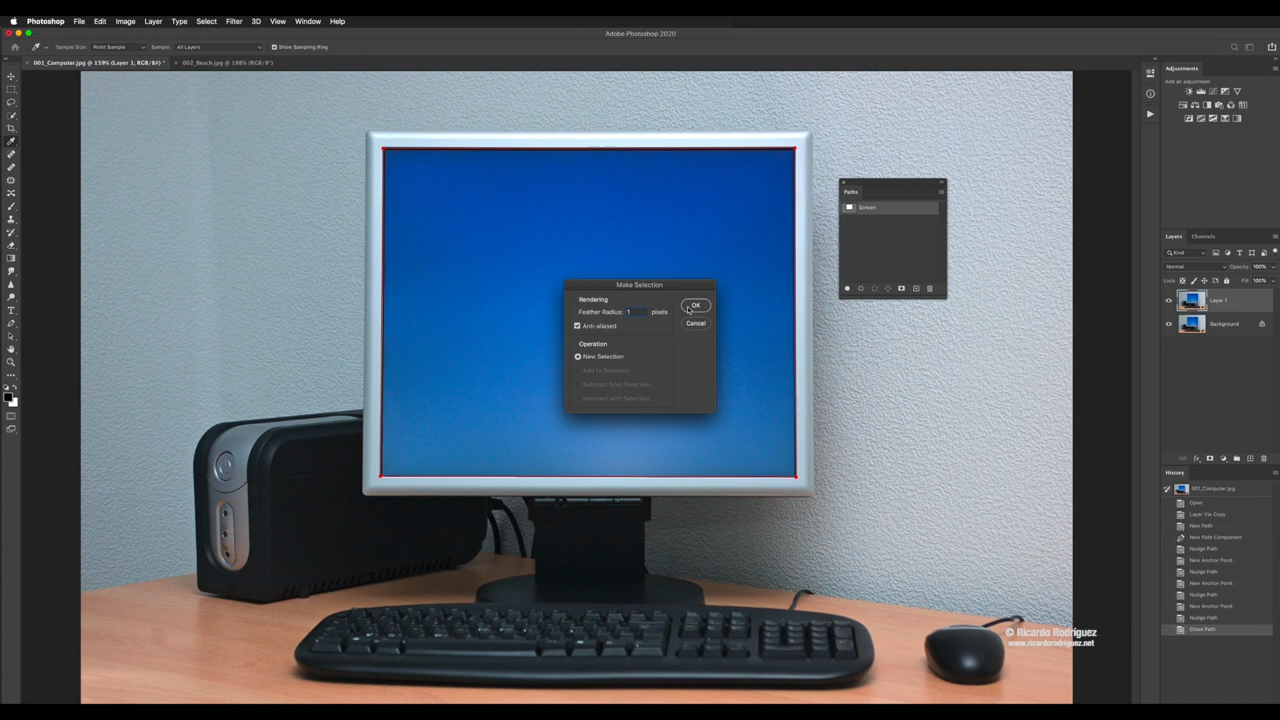 Photoshop File Edit Image Layer Type Select Filter 3D View Window Help
Adobe Photoshop 2020
Sample Size: Point Sample Sample: All Layers Show Sampling Ring
001_Computer.jpg @ 159% (Layer 1, RGB/8#) * 002_Beach.jpg @ 198% (RGB/8*)
Adjustments
Add an adjustment
Paths
Screen
Make Selection
Rendering
Feather Radius: 1 pixels
Anti-aliased
Operation
New Selection
Add to Selection
Subtract from Selection
Intersect with Selection
OK
Cancel
Layers Channels
Kind
Normal Opacity: 100%
Lock: Fill: 100%
Layer 1
Background
History
001_Computer.jpg
Open
Layer Via Copy
New Path
New Path Component
Nudge Path
New Anchor Point
Nudge Path
New Anchor Point
Nudge Path
New Anchor Point
Nudge Path
Close Path
© Ricardo Rodriguez
www.ricardorodriguez.net